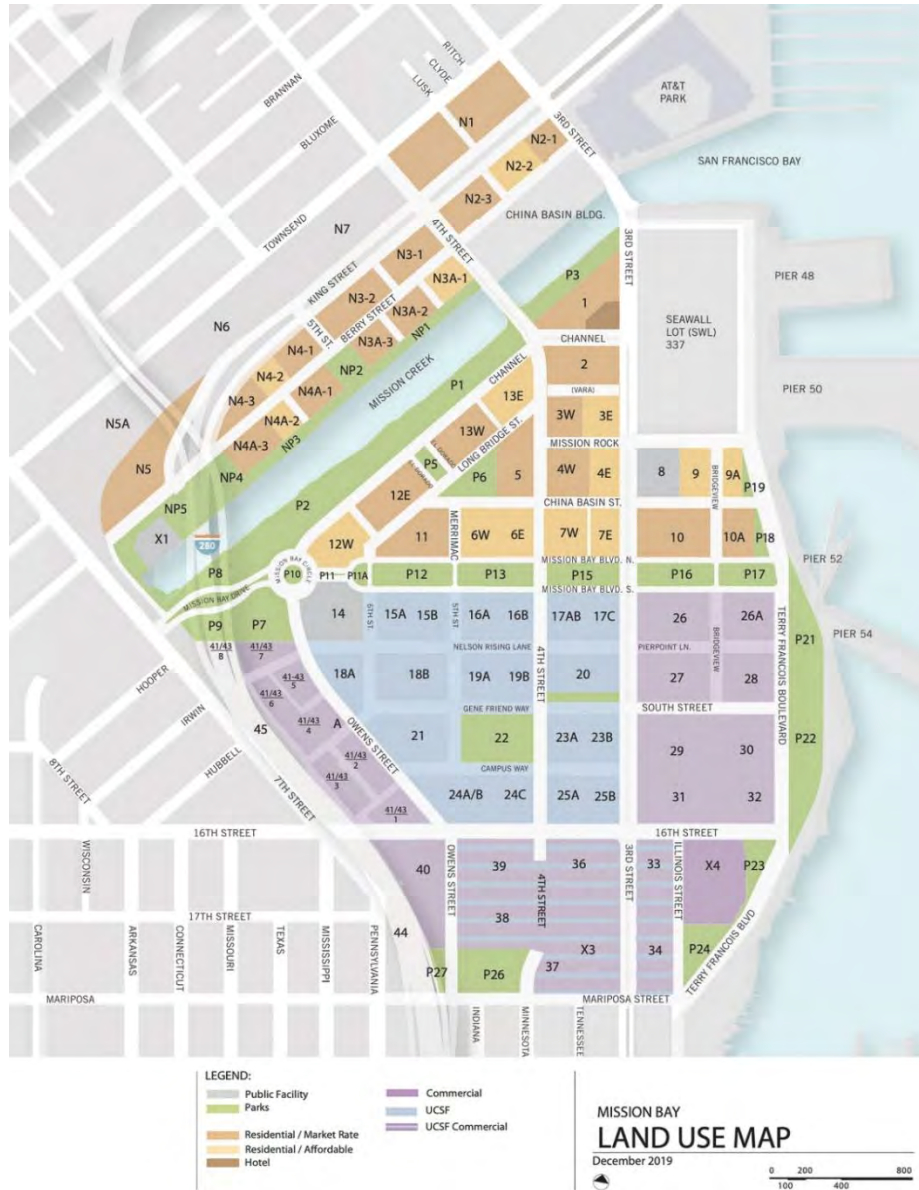 RITCH
CLYDE
LUSK
BRANNAN
BLUXOME
AT&T
PARK
N1
3RD STREET
N2-1
N2-2
SAN FRANCISCO BAY
N2-3
TOWNSEND
N7
CHINA BASIN BLDG.
4TH STREET
3RD STREET
N3-1
KING STREET
N3A-1
P3
PIER 48
N3-2
BERRY STREET
N3A-2
1
N6
5TH ST.
NP1
SEAWALL
LOT (SWL)
337
N4-1
N3A-3
CHANNEL
NP2
MISSION CREEK
2
N4-2
CHANNEL
N4A-1
P1
(VARA)
PIER 50
N4-3
13E
N5A
N4A-2
3W
3E
NP3
13W
LONG BRIDGE ST.
N4A-3
MISSION ROCK
N5
NP4
EL DORADO
P5
P6
5
4W
4E
8
9
BRIDGEVIEW
9A
P19
P2
12E
CHINA BASIN ST.
NP5
X1
280
12W
11
MERRIMAC
6W
6E
7W
7E
10
10A
P18
MISSION BAY BLVD. N.
PIER 52
P8
MISSION BAY CIRCLE
P10
P11
P11A
P12
P13
P15
P16
P17
MISSION BAY DRIVE
MISSION BAY BLVD. S.
P9
P7
14
6TH ST.
15A
15B
5TH ST.
16A
16B
17AB
17C
26
26A
TERRY FRANCOIS BOULEVARD
P21
PIER 54
41/43
8
41/43
7
NELSON RISING LANE
PIERPOINT LN.
BRIDGEVIEW
HOOPER
41-43
5
18A
18B
19A
19B
4TH STREET
20
27
28
41/43
6
GENE FRIEND WAY
SOUTH STREET
IRWIN
45
41/43
4
A
OWENS STREET
21
22
23A
23B
29
30
P22
HUBBELL
41/43
2
CAMPUS WAY
8TH STREET
7TH STREET
41/43
3
24A/B
24C
25A
25B
31
32
41/43
1
16TH STREET
16TH STREET
WISCONSIN
40
OWENS STREET
39
4TH STREET
36
3RD STREET
33
ILLINOIS STREET
X4
P23
17TH STREET
CAROLINA
ARKANSAS
CONNECTICUT
MISSOURI
TEXAS
MISSISSIPPI
PENNSYLVANIA
44
38
X3
34
P24
TERRY FRANCOIS BLVD
P27
P26
37
MARIPOSA
MARIPOSA STREET
INDIANA
MINNESOTA
TENNESSEE
LEGEND:
Public Facility
Parks
Residential / Market Rate
Residential / Affordable
Hotel
Commercial
UCSF
UCSF Commercial
MISSION BAY
LAND USE MAP
December 2019
0 200 800
100 400